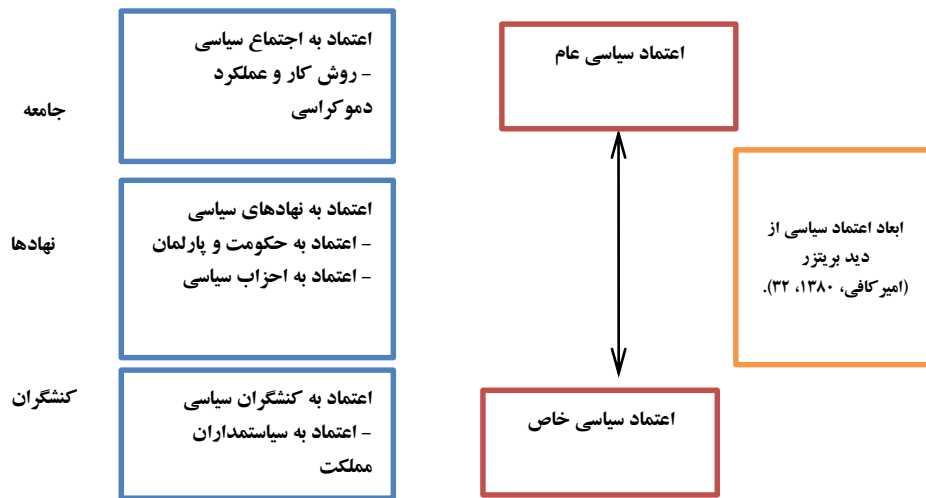 ابعاد اعتماد سیاسی از
دید بریتزر
(امیرکافی، ۱۳۸۰، ۳۲).
اعتماد سیاسی عام
اعتماد سیاسی خاص
اعتماد به اجتماع سیاسی
- روش کار و عملکرد
دموکراسی
جامعه
اعتماد به نهادهای سیاسی
- اعتماد به حکومت و پارلمان
- اعتماد به احزاب سیاسی
نهادها
اعتماد به کنشگران سیاسی
- اعتماد به سیاستمداران
مملکت
کنشگران